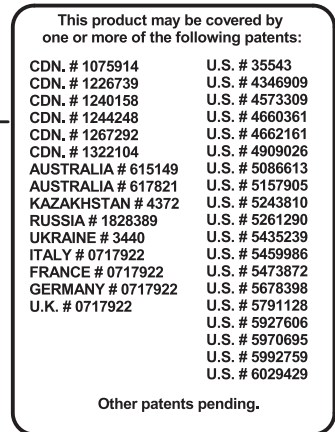 This product may be covered by
one or more of the following patents:
CDN. # 1075914
CDN. # 1226739
CDN. # 1240158
CDN. # 1244248
CDN. # 1267292
CDN. # 1322104
AUSTRALIA # 615149
AUSTRALIA # 617821
KAZAKHSTAN # 4372
RUSSIA # 1828389
UKRAINE # 3440
ITALY # 0717922
FRANCE # 0717922
GERMANY # 0717922
U.K. # 0717922
U.S. # 35543
U.S. # 4346909
U.S. # 4573309
U.S. # 4660361
U.S. # 4662161
U.S. # 4909026
U.S. # 5086613
U.S. # 5157905
U.S. # 5243810
U.S. # 5261290
U.S. # 5435239
U.S. # 5459986
U.S. # 5473872
U.S. # 5678398
U.S. # 5791128
U.S. # 5927606
U.S. # 5970695
U.S. # 5992759
U.S. # 6029429
Other patents pending.